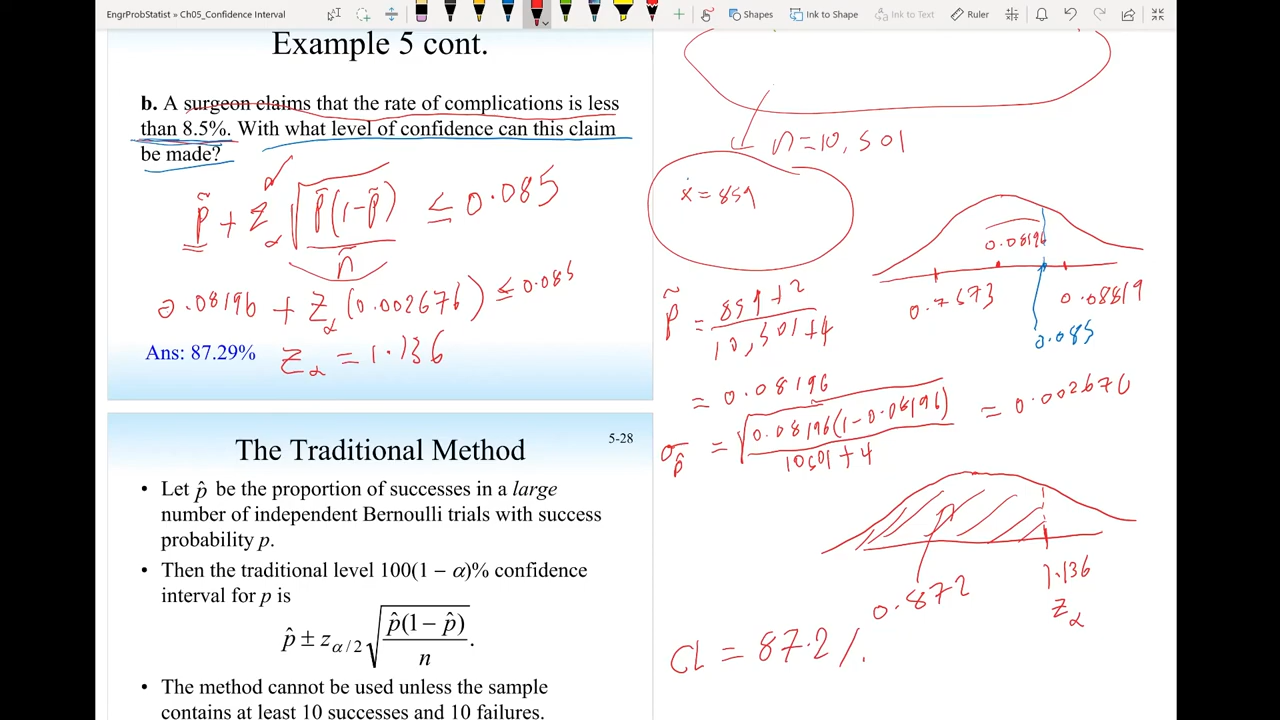 EngrProbStatist » Ch05_Confidence Interval
Shapes
Ink to Shape
Ink to Text
Ruler
Example 5 cont.
b. A surgeon claims that the rate of complications is less
than 8.5%. With what level of confidence can this claim
be made?
p̃ + z_α √(p̃(1-p̃)/ñ) ≤ 0.085
0.08196 + z_α (0.002676) ≤ 0.085
Ans: 87.29%
z_α = 1.136
5-28
The Traditional Method
• Let p̂ be the proportion of successes in a large
number of independent Bernoulli trials with success
probability p.
• Then the traditional level 100(1 − α)% confidence
interval for p is
p̂ ± z_α/2 √(p̂(1 − p̂)/n).
• The method cannot be used unless the sample
contains at least 10 successes and 10 failures.
n=10,501
x = 859
0.08196
0.7673
0.08819
0.085
p̃ = (859+2)/(10,501+4)
= 0.08196
σ_p̂ = √(0.08196(1-0.08196)/(10501+4)) = 0.002676
0.872
1.136
z_α
CL = 87.2%